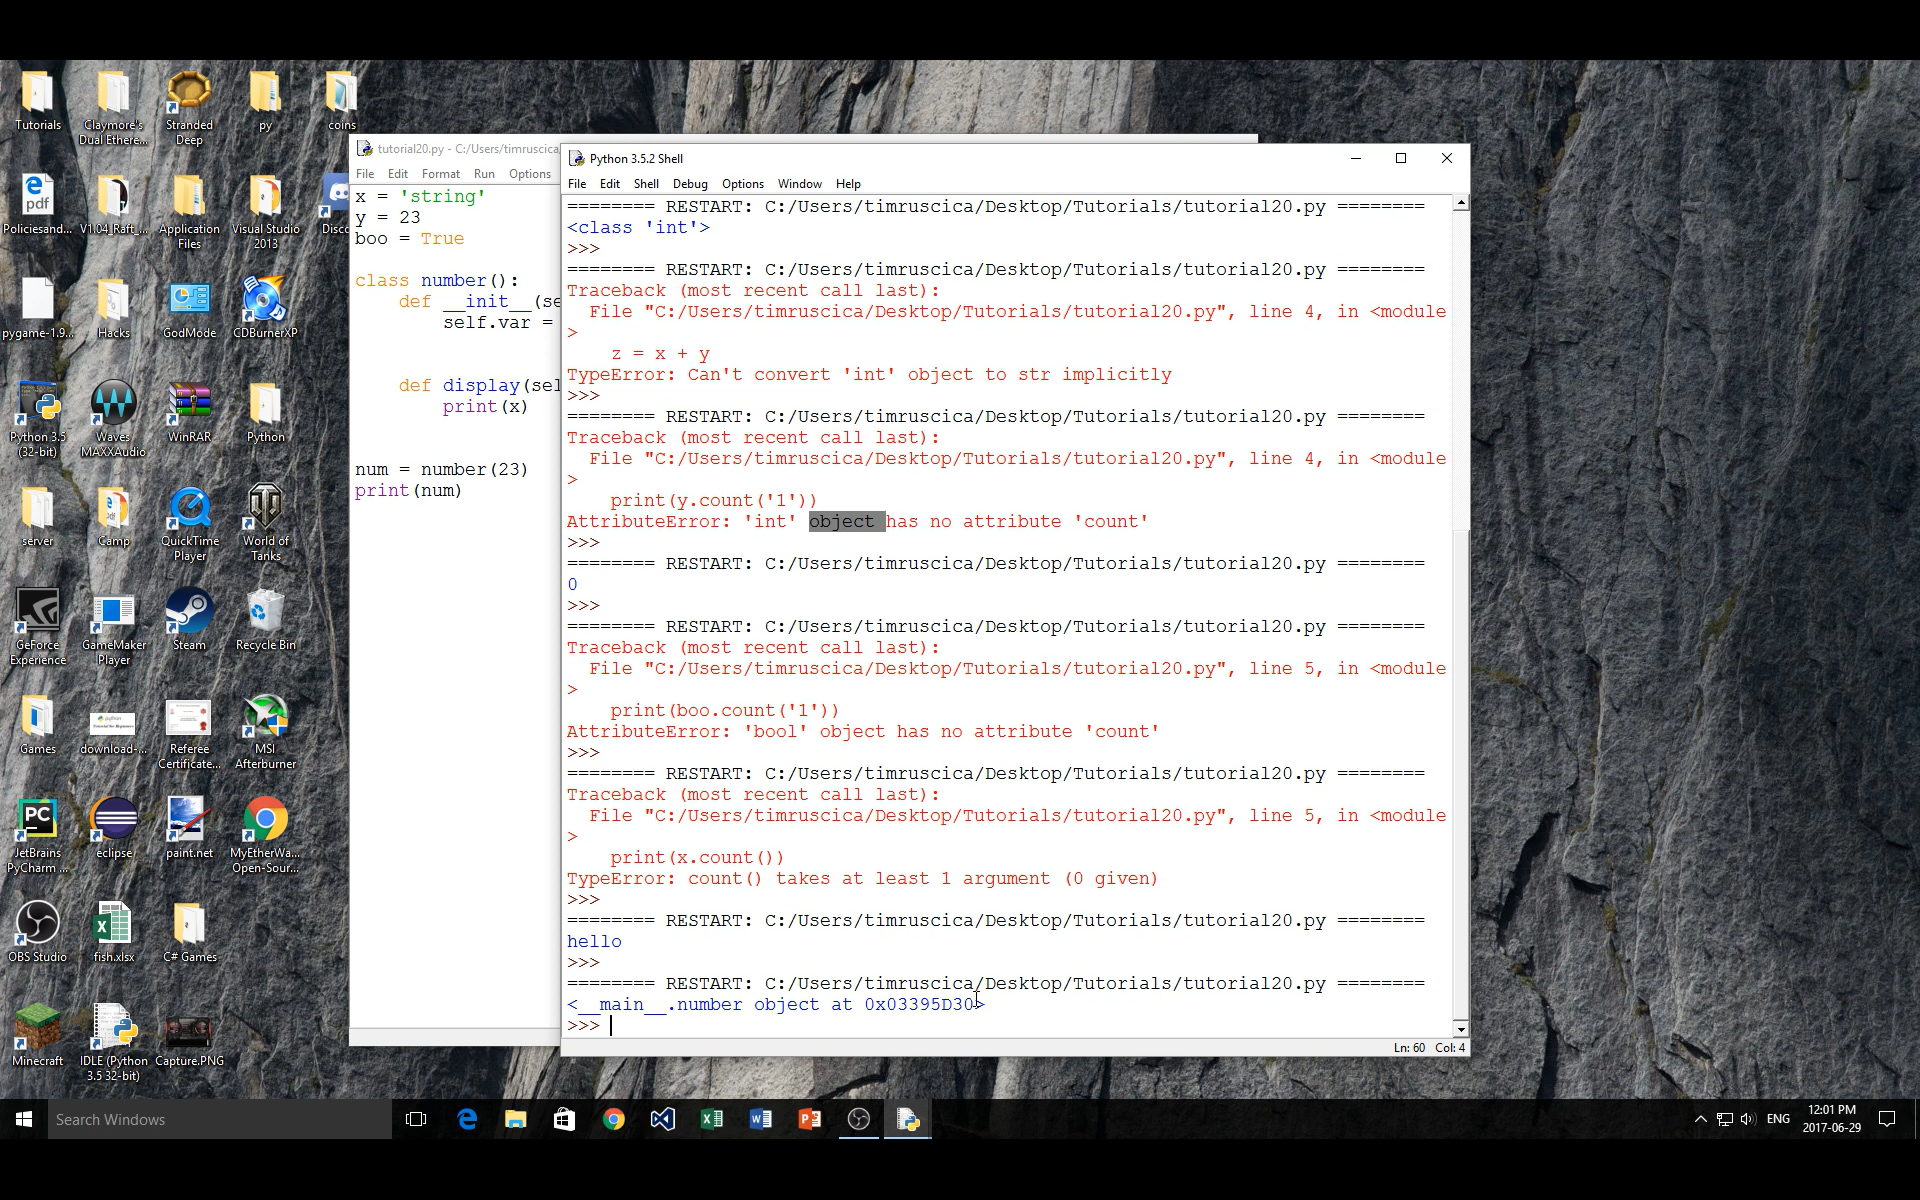 Tutorials
Claymore's
Dual Ethere...
Stranded
Deep
py
coins
Policiesand...
V1.04_Raft_...
Application
Files
Visual Studio
2013
Disco
pygame-1.9...
Hacks
GodMode
CDBurnerXP
Python 3.5
(32-bit)
Waves
MAXXAudio
WinRAR
Python
server
Camp
QuickTime
Player
World of
Tanks
GeForce
Experience
GameMaker
Player
Steam
Recycle Bin
Games
download-...
Referee
Certificate...
MSI
Afterburner
JetBrains
PyCharm ...
eclipse
paint.net
MyEtherWa...
Open-Sour...
OBS Studio
fish.xlsx
C# Games
Minecraft
IDLE (Python
3.5 32-bit)
Capture.PNG
tutorial20.py - C:/Users/timruscica
File Edit Format Run Options
x = 'string'
y = 23
boo = True
class number():
    def __init__(se
        self.var =
    def display(sel
        print(x)
num = number(23)
print(num)
Python 3.5.2 Shell
File Edit Shell Debug Options Window Help
======== RESTART: C:/Users/timruscica/Desktop/Tutorials/tutorial20.py ========
<class 'int'>
>>>
======== RESTART: C:/Users/timruscica/Desktop/Tutorials/tutorial20.py ========
Traceback (most recent call last):
  File "C:/Users/timruscica/Desktop/Tutorials/tutorial20.py", line 4, in <module
>
    z = x + y
TypeError: Can't convert 'int' object to str implicitly
>>>
======== RESTART: C:/Users/timruscica/Desktop/Tutorials/tutorial20.py ========
Traceback (most recent call last):
  File "C:/Users/timruscica/Desktop/Tutorials/tutorial20.py", line 4, in <module
>
    print(y.count('1'))
AttributeError: 'int' object has no attribute 'count'
>>>
======== RESTART: C:/Users/timruscica/Desktop/Tutorials/tutorial20.py ========
0
>>>
======== RESTART: C:/Users/timruscica/Desktop/Tutorials/tutorial20.py ========
Traceback (most recent call last):
  File "C:/Users/timruscica/Desktop/Tutorials/tutorial20.py", line 5, in <module
>
    print(boo.count('1'))
AttributeError: 'bool' object has no attribute 'count'
>>>
======== RESTART: C:/Users/timruscica/Desktop/Tutorials/tutorial20.py ========
Traceback (most recent call last):
  File "C:/Users/timruscica/Desktop/Tutorials/tutorial20.py", line 5, in <module
>
    print(x.count())
TypeError: count() takes at least 1 argument (0 given)
>>>
======== RESTART: C:/Users/timruscica/Desktop/Tutorials/tutorial20.py ========
hello
>>>
======== RESTART: C:/Users/timruscica/Desktop/Tutorials/tutorial20.py ========
<__main__.number object at 0x03395D30>
>>>
Ln: 60 Col: 4
Search Windows
ENG
12:01 PM
2017-06-29